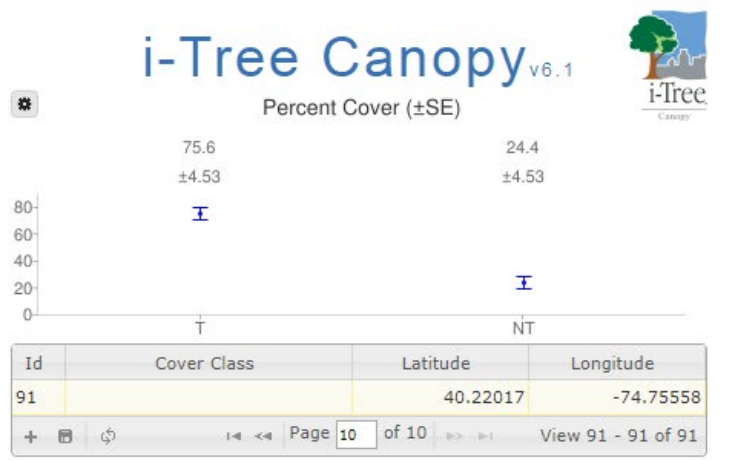 i-Tree Canopy v6.1
i-Tree
Canopy
Percent Cover (±SE)
75.6 24.4
±4.53 ±4.53
80
60
40
20
0
T NT
Id Cover Class Latitude Longitude
91 40.22017 -74.75558
Page 10 of 10 View 91 - 91 of 91